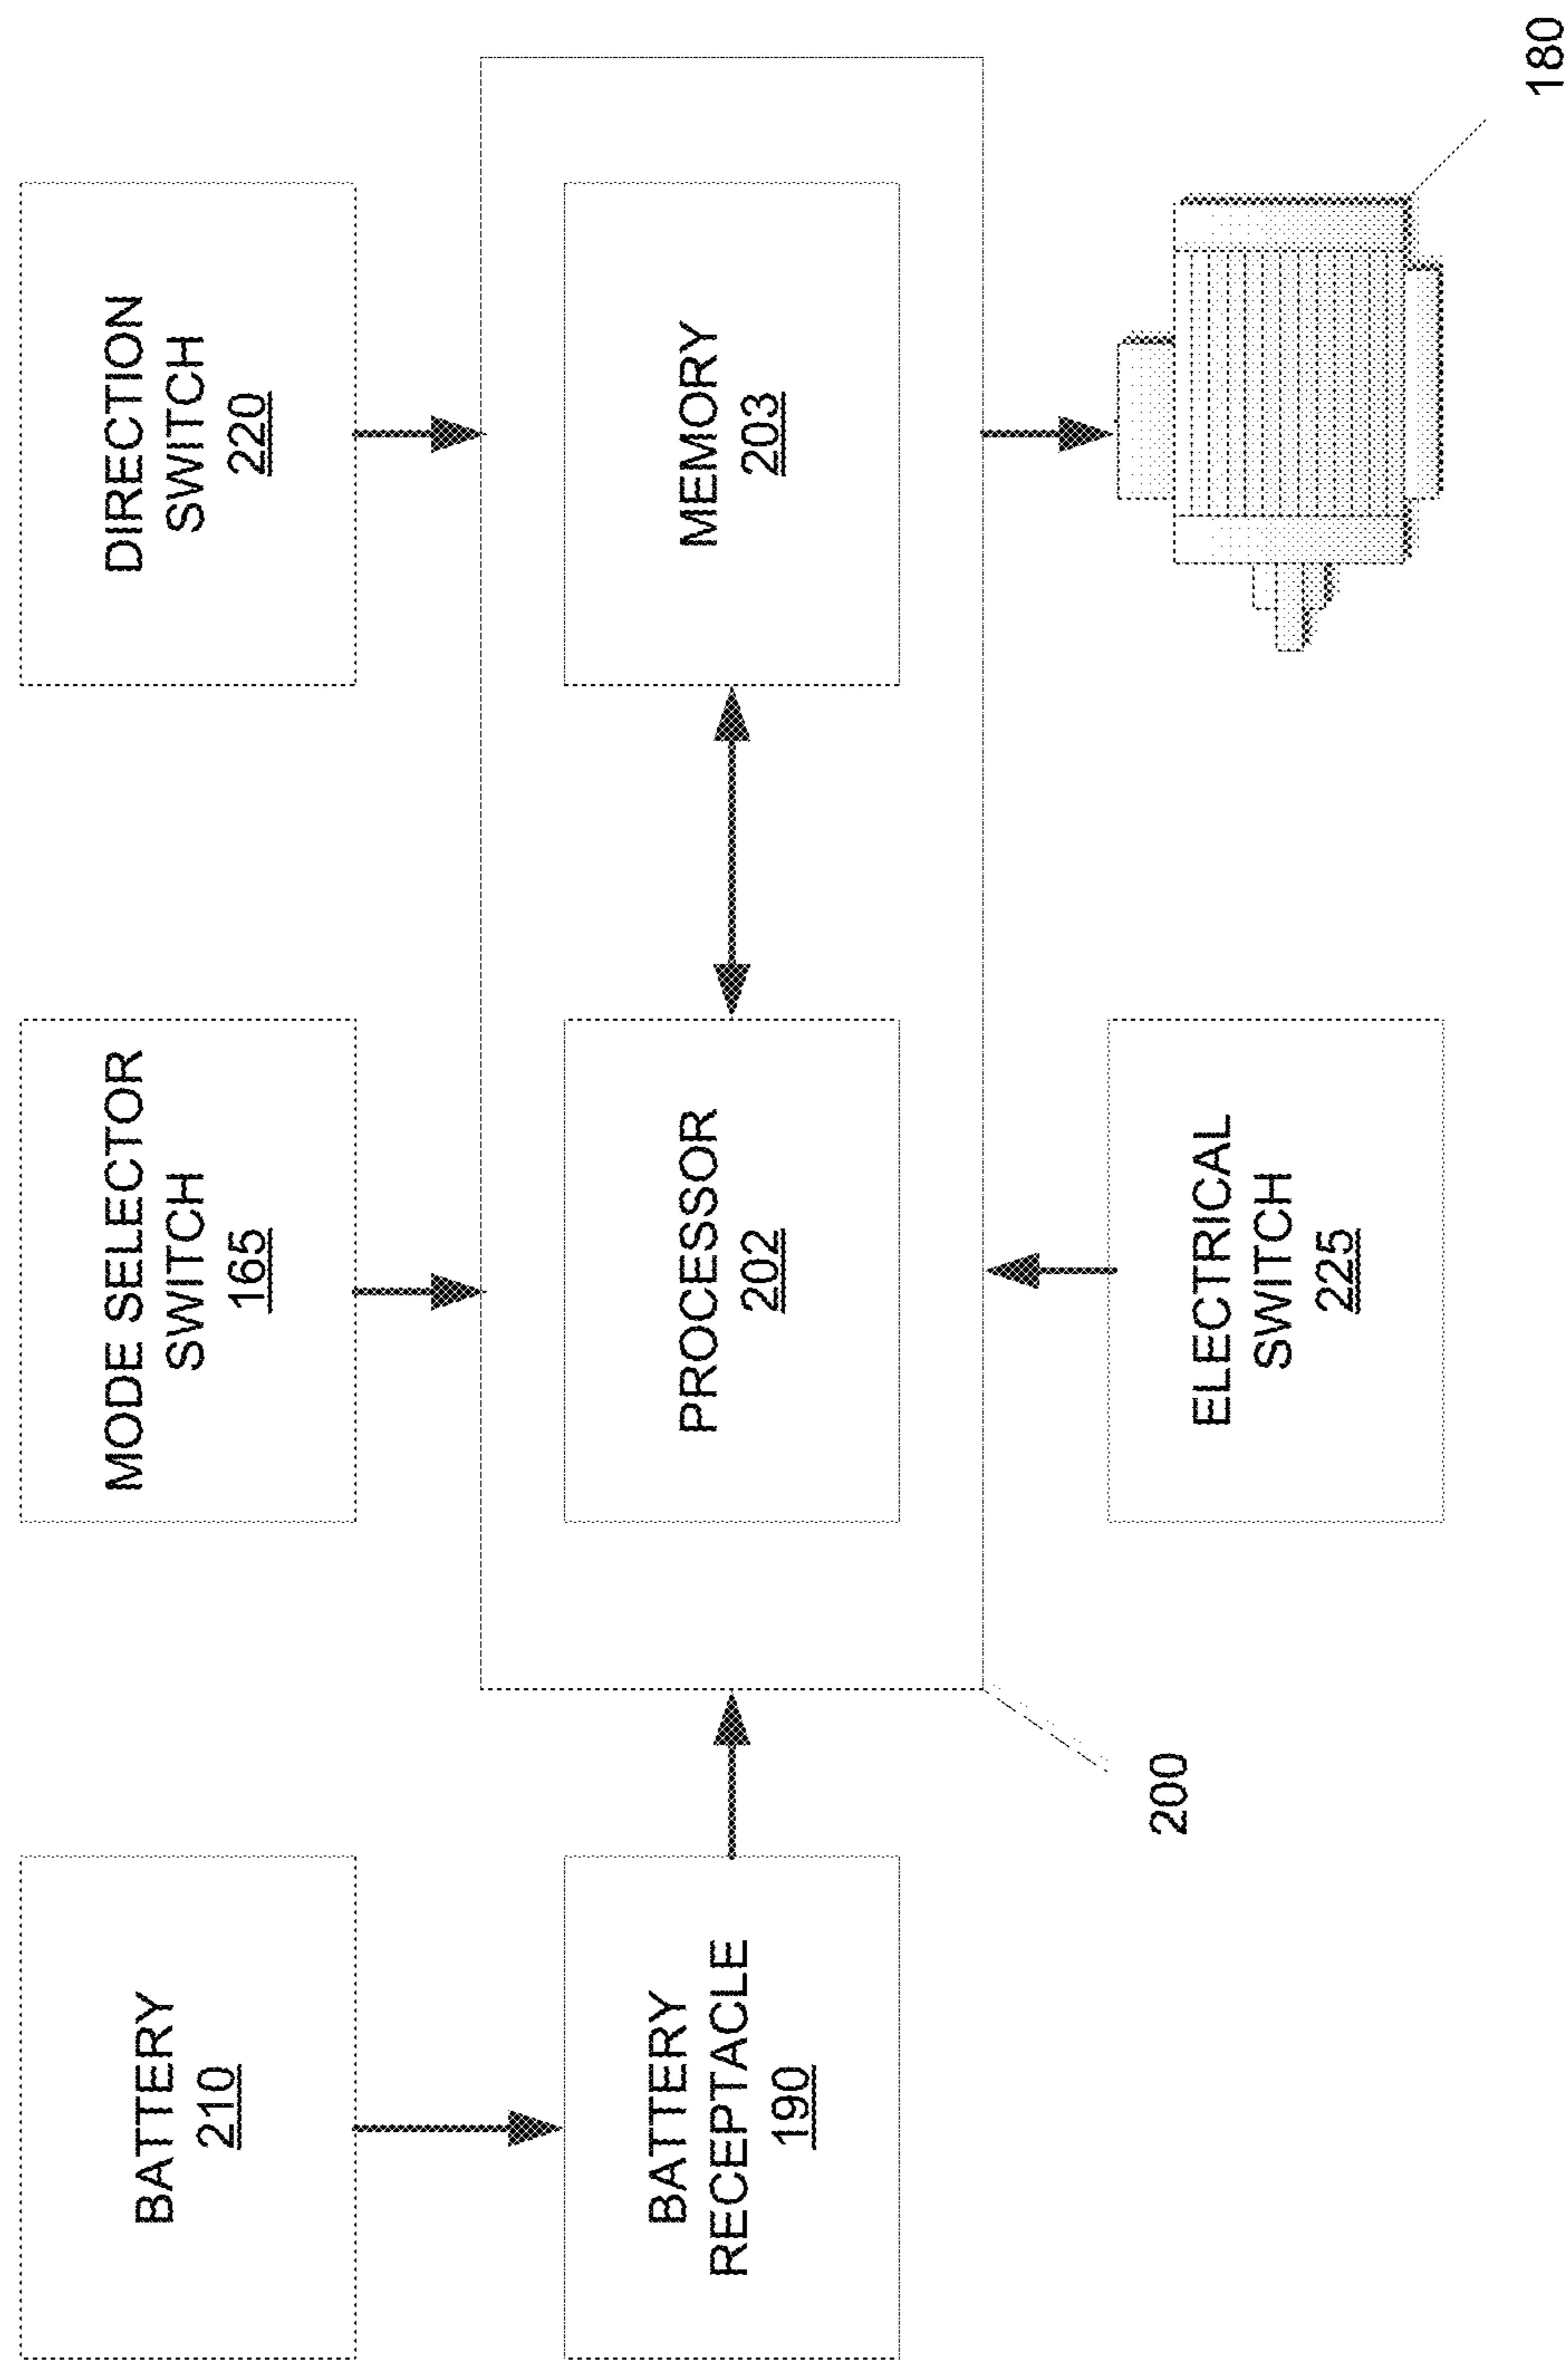 BATTERY
210
MODE SELECTOR
SWITCH
165
DIRECTION
SWITCH
220
BATTERY
RECEPTACLE
190
PROCESSOR
202
MEMORY
203
200
ELECTRICAL
SWITCH
225
180